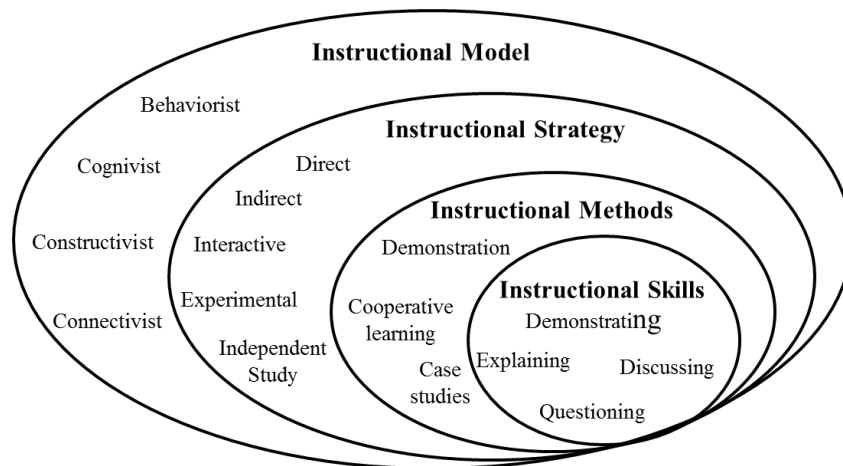 Instructional Model
Behaviorist
Cognivist
Constructivist
Connectivist
Instructional Strategy
Direct
Indirect
Interactive
Experimental
Independent
Study
Instructional Methods
Demonstration
Cooperative
learning
Case
studies
Instructional Skills
Demonstrating
Explaining
Discussing
Questioning